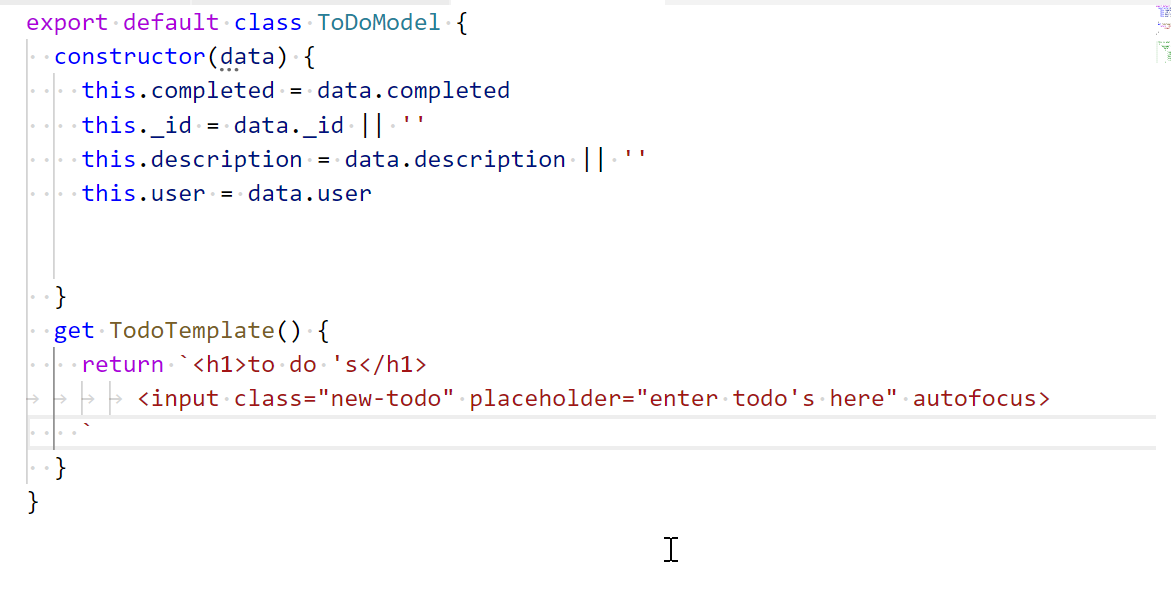 export default class ToDoModel {
  constructor(data) {
    this.completed = data.completed
    this._id = data._id || ''
    this.description = data.description || ''
    this.user = data.user
  }
  get TodoTemplate() {
    return `<h1>to do 's</h1>
        <input class="new-todo" placeholder="enter todo's here" autofocus>
    `
  }
}